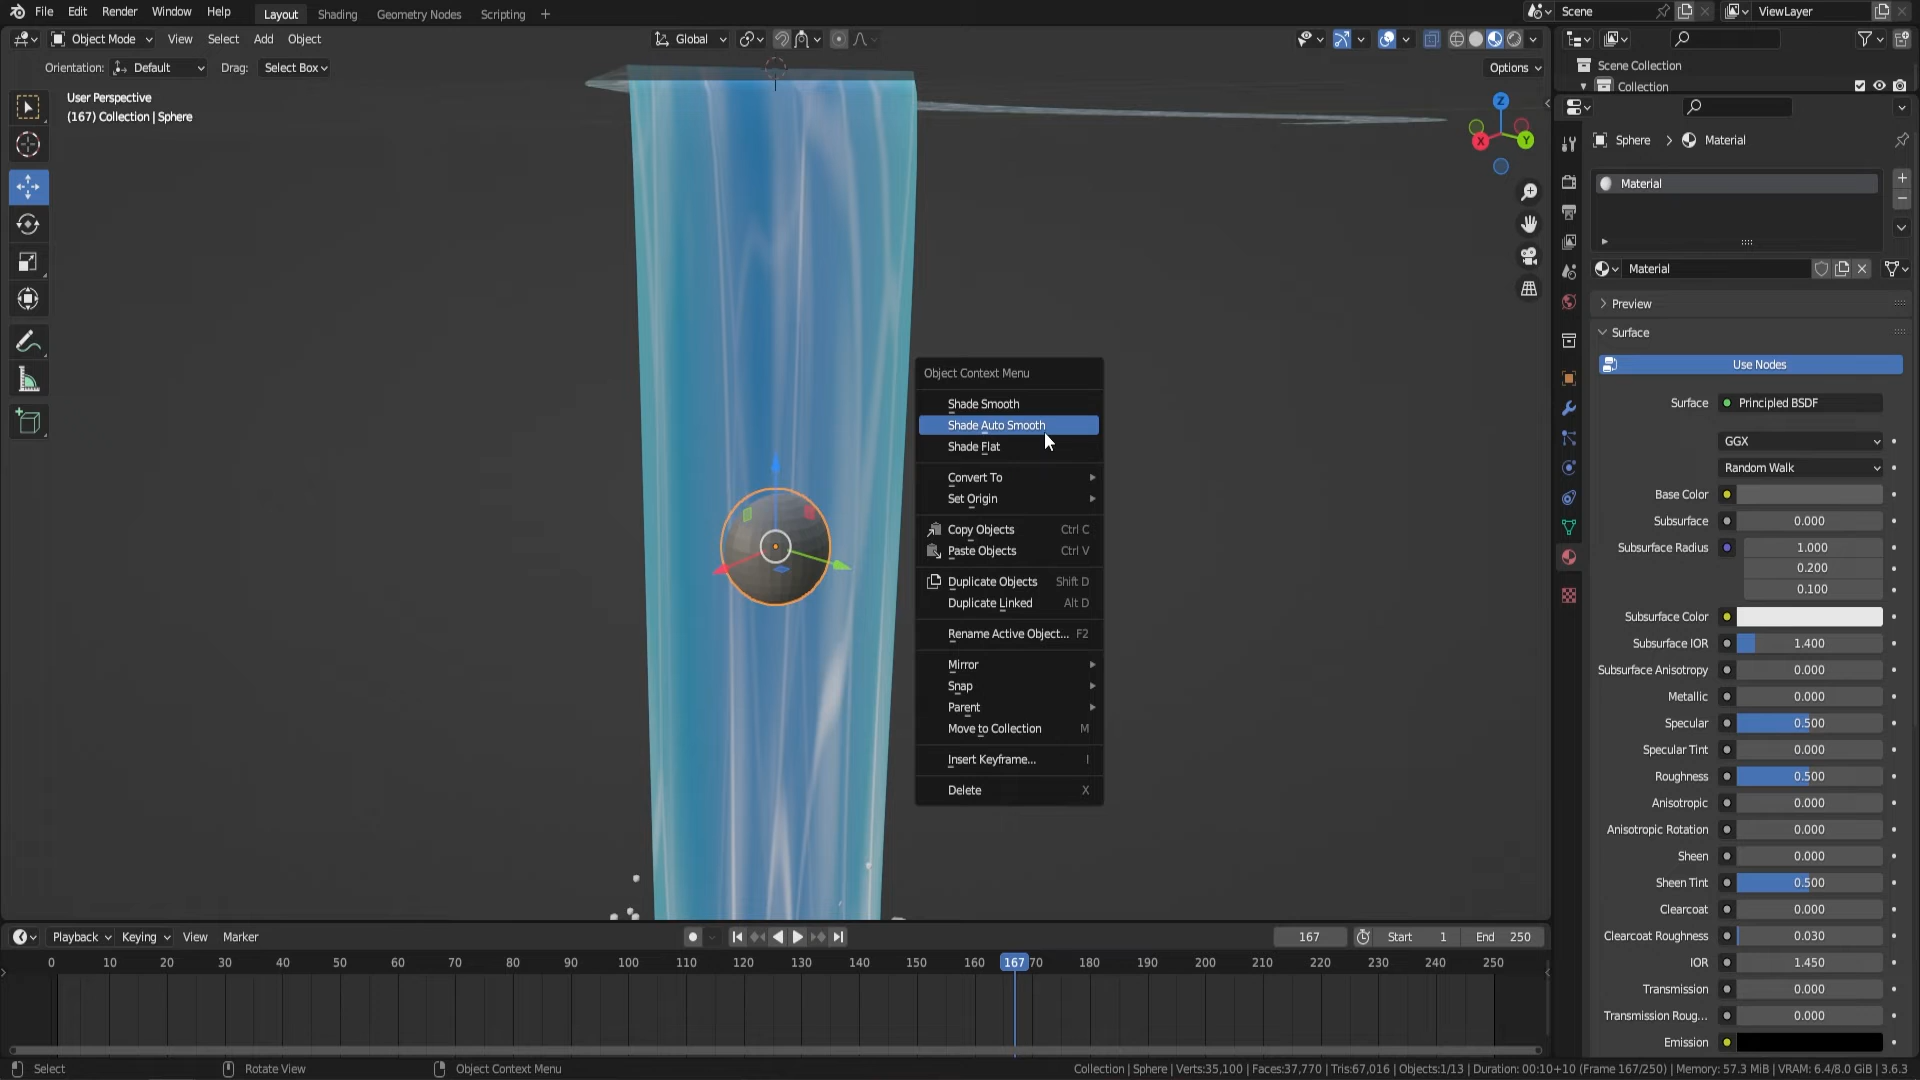 File Edit Render Window Help Layout Shading Geometry Nodes Scripting + Scene ViewLayer
Object Mode View Select Add Object Global
Orientation: Default Drag: Select Box Options
User Perspective
(167) Collection | Sphere
Z
X
Y
Object Context Menu
Shade Smooth
Shade Auto Smooth
Shade Flat
Convert To
Set Origin
Copy Objects Ctrl C
Paste Objects Ctrl V
Duplicate Objects Shift D
Duplicate Linked Alt D
Rename Active Object... F2
Mirror
Snap
Parent
Move to Collection M
Insert Keyframe... I
Delete X
Scene Collection
Collection
Sphere > Material
Material
Material
Preview
Surface
Use Nodes
Surface Principled BSDF
GGX
Random Walk
Base Color
Subsurface 0.000
Subsurface Radius 1.000
0.200
0.100
Subsurface Color
Subsurface IOR 1.400
Subsurface Anisotropy 0.000
Metallic 0.000
Specular 0.500
Specular Tint 0.000
Roughness 0.500
Anisotropic 0.000
Anisotropic Rotation 0.000
Sheen 0.000
Sheen Tint 0.500
Clearcoat 0.000
Clearcoat Roughness 0.030
IOR 1.450
Transmission 0.000
Transmission Roug... 0.000
Emission
Playback Keying View Marker 167 Start 1 End 250
0 10 20 30 40 50 60 70 80 90 100 110 120 130 140 150 160 167 70 180 190 200 210 220 230 240 250
Select Rotate View Object Context Menu Collection | Sphere | Verts:35,100 | Faces:37,770 | Tris:67,016 | Objects:1/13 | Duration: 00:10+10 (Frame 167/250) | Memory: 57.3 MiB | VRAM: 6.4/8.0 GiB | 3.6.3